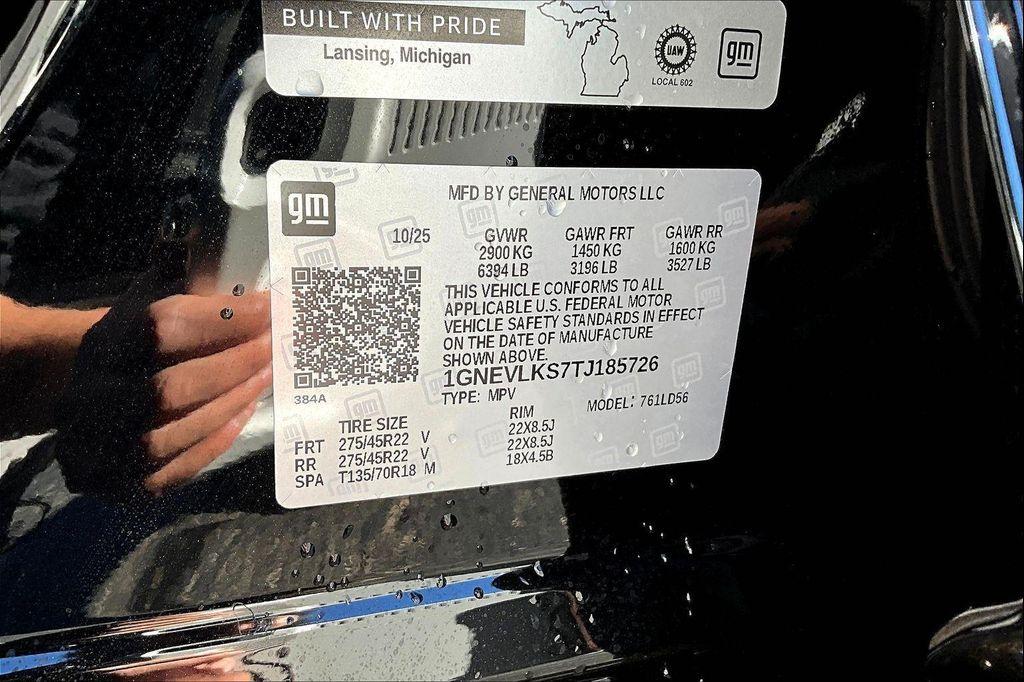 BUILT WITH PRIDE
Lansing, Michigan
UAW
LOCAL 602
gm
gm
MFD BY GENERAL MOTORS LLC
10/25 GVWR GAWR FRT GAWR RR
2900 KG 1450 KG 1600 KG
6394 LB 3196 LB 3527 LB
THIS VEHICLE CONFORMS TO ALL
APPLICABLE U.S. FEDERAL MOTOR
VEHICLE SAFETY STANDARDS IN EFFECT
ON THE DATE OF MANUFACTURE
SHOWN ABOVE.
1GNEVLKS7TJ185726
TYPE: MPV MODEL: 761LD56
384A
TIRE SIZE RIM
FRT 275/45R22 V 22X8.5J
RR 275/45R22 V 22X8.5J
SPA T135/70R18 M 18X4.5B